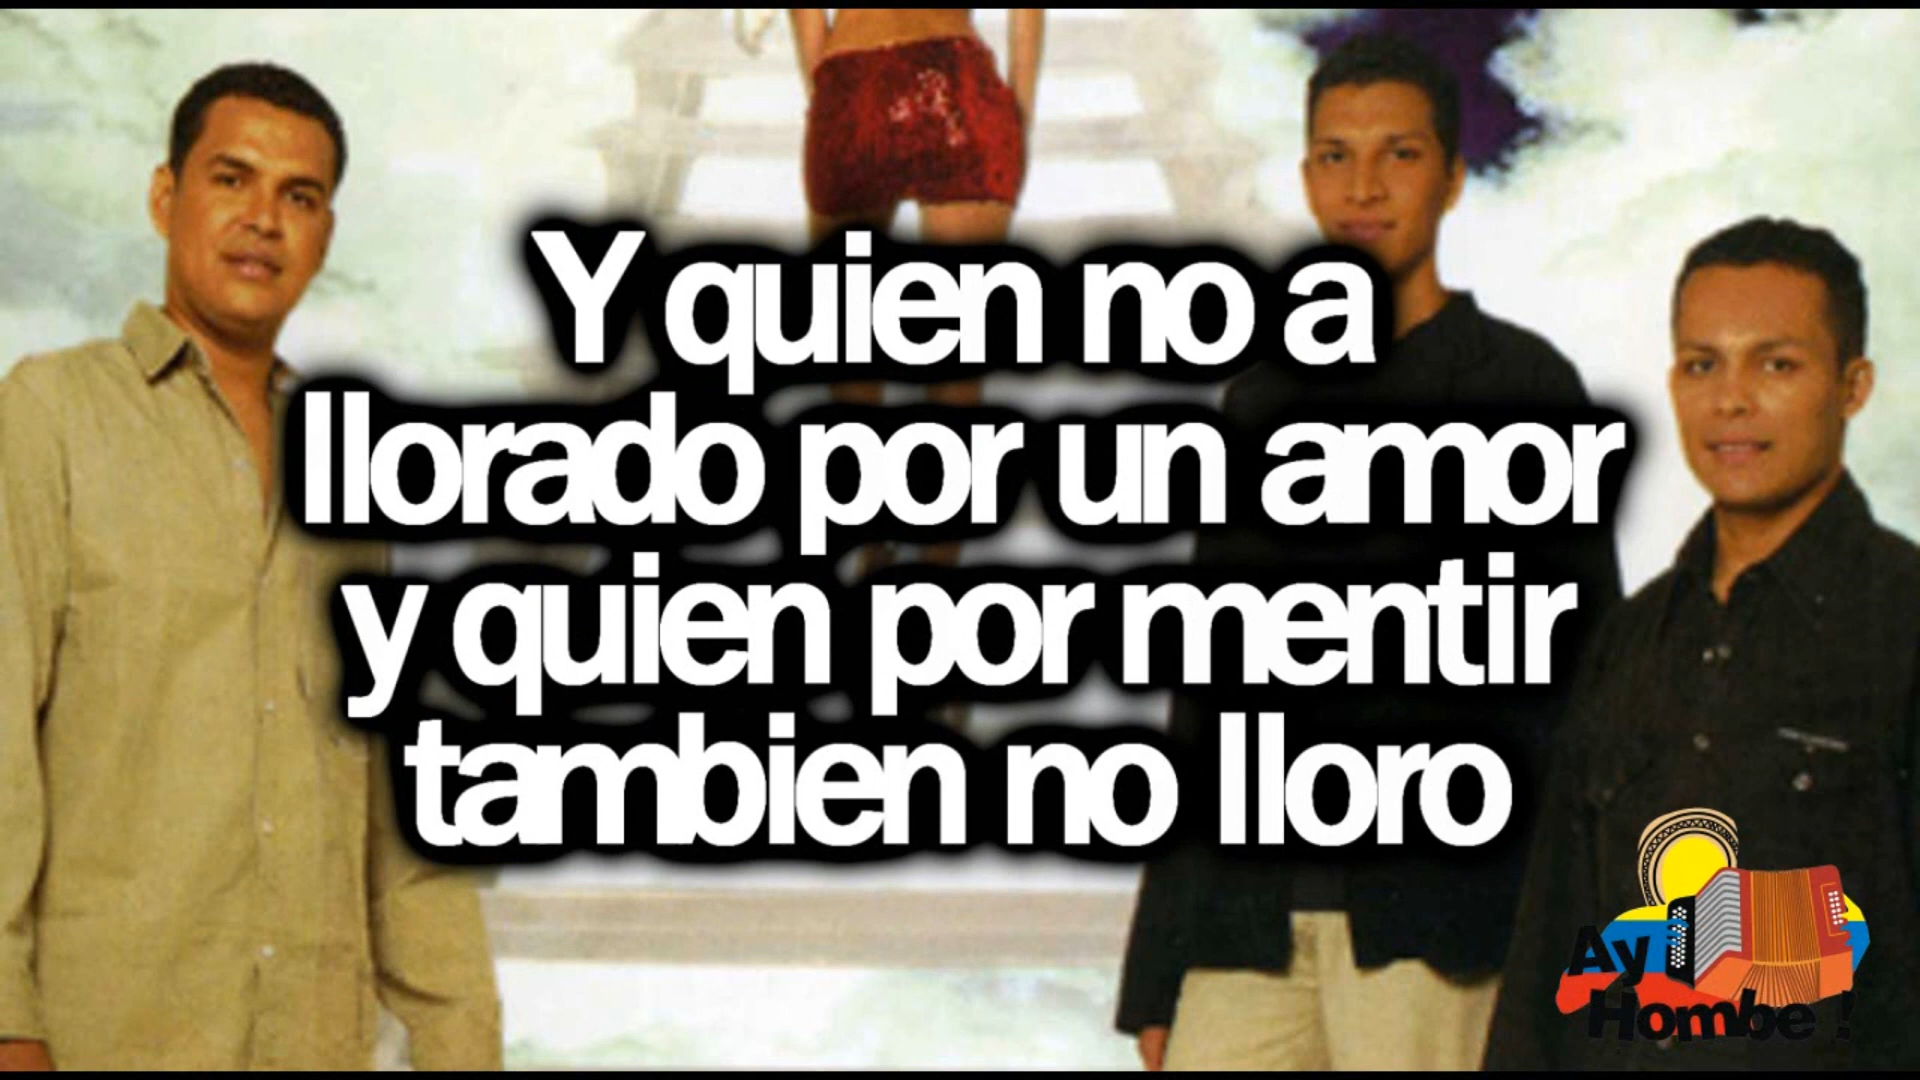 Y quien no a
llorado por un amor
y quien por mentir
tambien no lloro
Ay
Hombe !